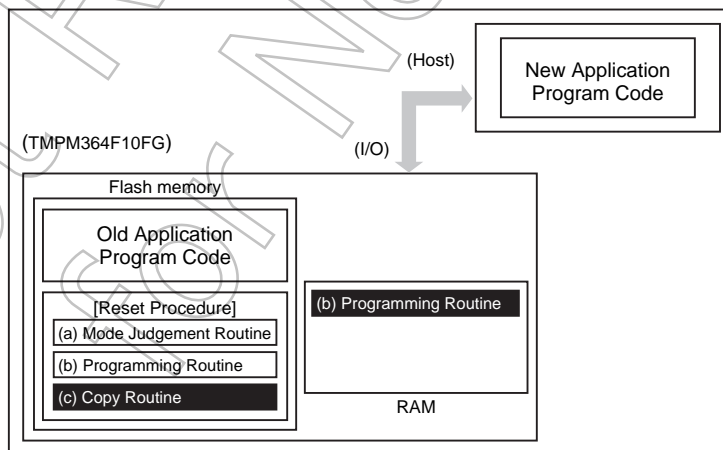 (Host)
New Application
Program Code
(TMPM364F10FG)
(I/O)
Flash memory
Old Application
Program Code
[Reset Procedure]
(a) Mode Judgement Routine
(b) Programming Routine
(c) Copy Routine
(b) Programming Routine
RAM